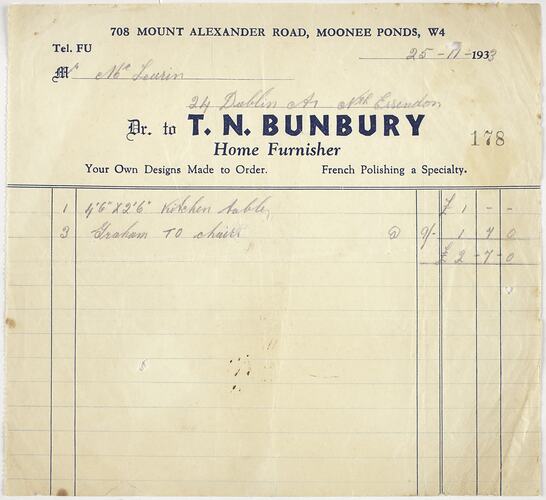 708 MOUNT ALEXANDER ROAD, MOONEE PONDS, W4
Tel. FU
25-11-1933
Mr
24 Dublin Av Nth Essendon
Dr. to T. N. BUNBURY 178
Home Furnisher
Your Own Designs Made to Order. French Polishing a Specialty.
1 4'6" X 2'6" Kitchen table £ 1 - -
3 Graham TO chairs @ 9/- 1 7 0
£ 2 - 7 - 0